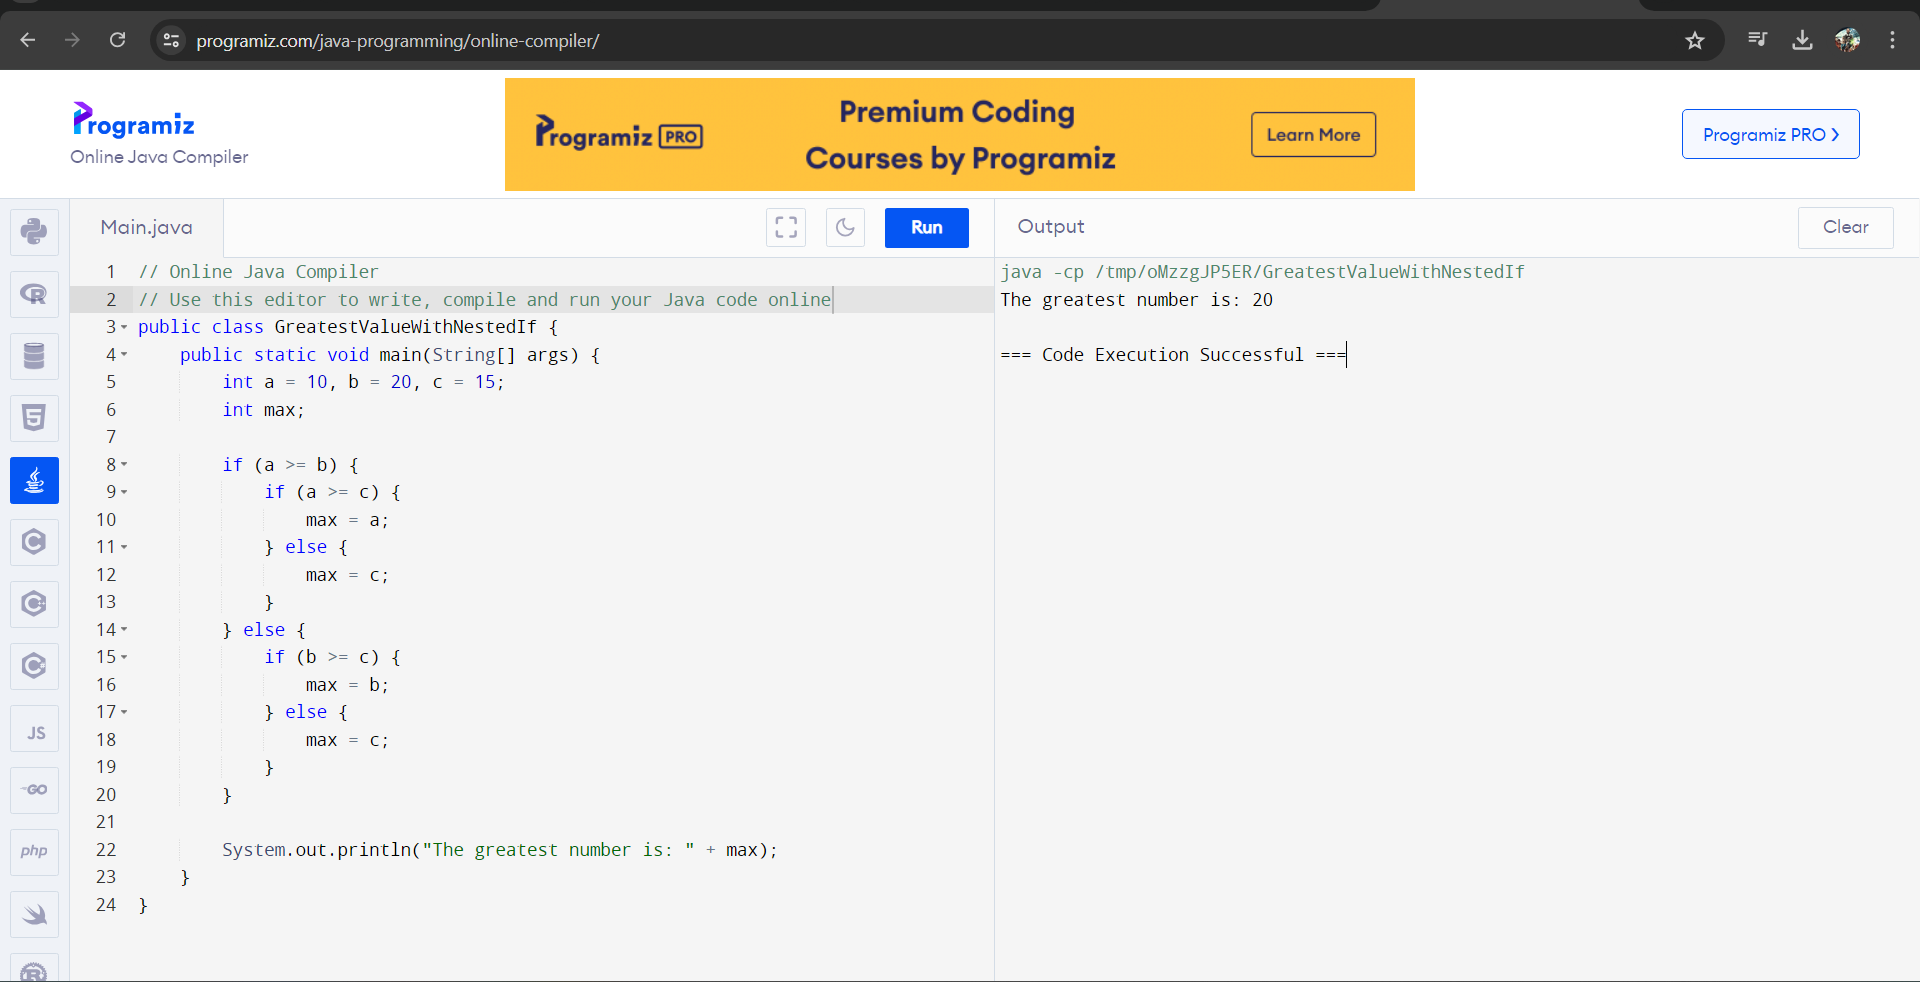 programiz.com/java-programming/online-compiler/
Programiz
Online Java Compiler
Programiz PRO
Premium Coding
Courses by Programiz
Learn More
Programiz PRO
Main.java
Run
Output
Clear
1 // Online Java Compiler
2 // Use this editor to write, compile and run your Java code online
3 public class GreatestValueWithNestedIf {
4     public static void main(String[] args) {
5         int a = 10, b = 20, c = 15;
6         int max;
7
8         if (a >= b) {
9             if (a >= c) {
10                 max = a;
11             } else {
12                 max = c;
13             }
14         } else {
15             if (b >= c) {
16                 max = b;
17             } else {
18                 max = c;
19             }
20         }
21
22         System.out.println("The greatest number is: " + max);
23     }
24 }
java -cp /tmp/oMzzgJP5ER/GreatestValueWithNestedIf
The greatest number is: 20
=== Code Execution Successful ===
R
5
C
C
C
JS
GO
php
R